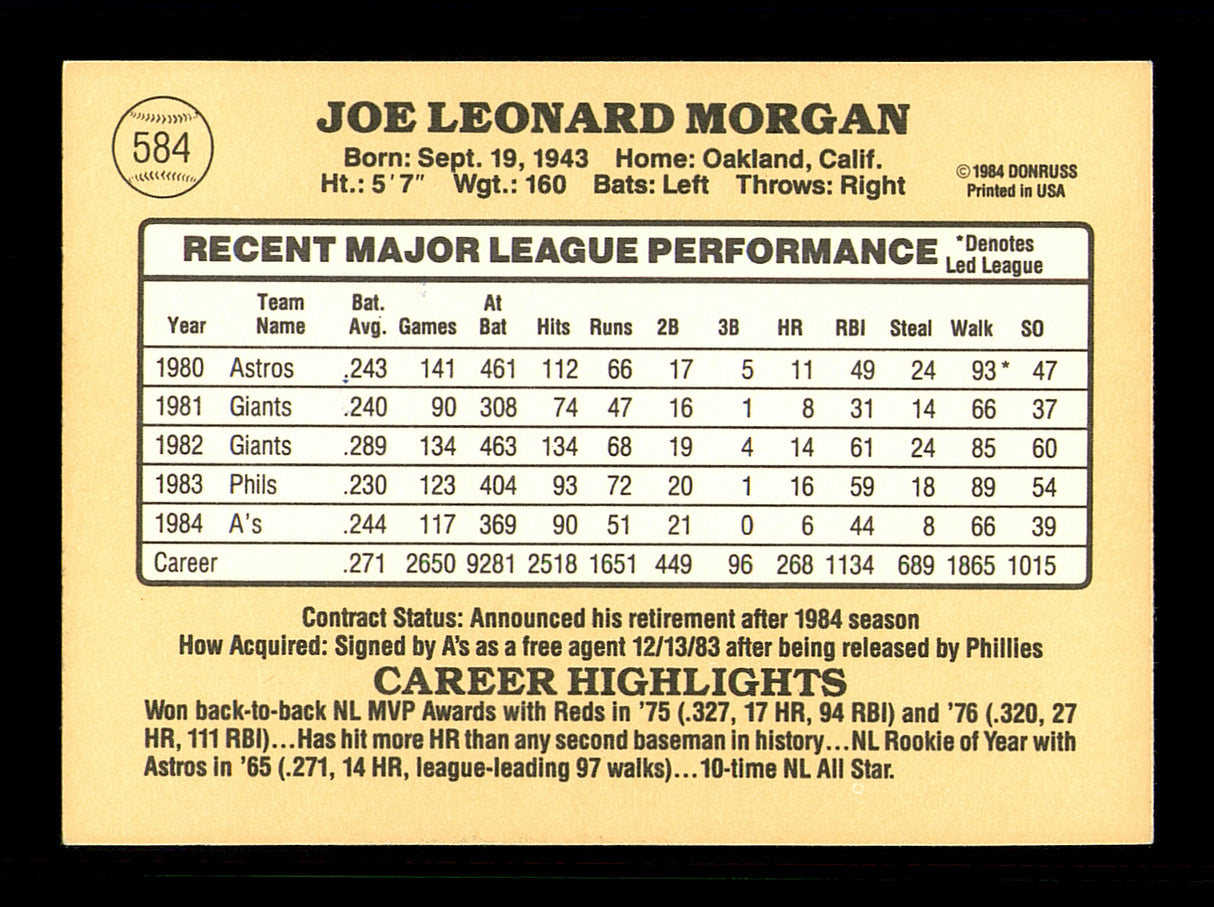 584
JOE LEONARD MORGAN
Born: Sept. 19, 1943 Home: Oakland, Calif.
Ht.: 5'7" Wgt.: 160 Bats: Left Throws: Right
©1984 DONRUSS
Printed in USA
RECENT MAJOR LEAGUE PERFORMANCE *Denotes Led League
Year Team Name Bat. Avg. Games At Bat Hits Runs 2B 3B HR RBI Steal Walk SO
1980 Astros .243 141 461 112 66 17 5 11 49 24 93* 47
1981 Giants .240 90 308 74 47 16 1 8 31 14 66 37
1982 Giants .289 134 463 134 68 19 4 14 61 24 85 60
1983 Phils .230 123 404 93 72 20 1 16 59 18 89 54
1984 A's .244 117 369 90 51 21 0 6 44 8 66 39
Career .271 2650 9281 2518 1651 449 96 268 1134 689 1865 1015
Contract Status: Announced his retirement after 1984 season
How Acquired: Signed by A's as a free agent 12/13/83 after being released by Phillies
CAREER HIGHLIGHTS
Won back-to-back NL MVP Awards with Reds in '75 (.327, 17 HR, 94 RBI) and '76 (.320, 27
HR, 111 RBI)...Has hit more HR than any second baseman in history...NL Rookie of Year with
Astros in '65 (.271, 14 HR, league-leading 97 walks)...10-time NL All Star.